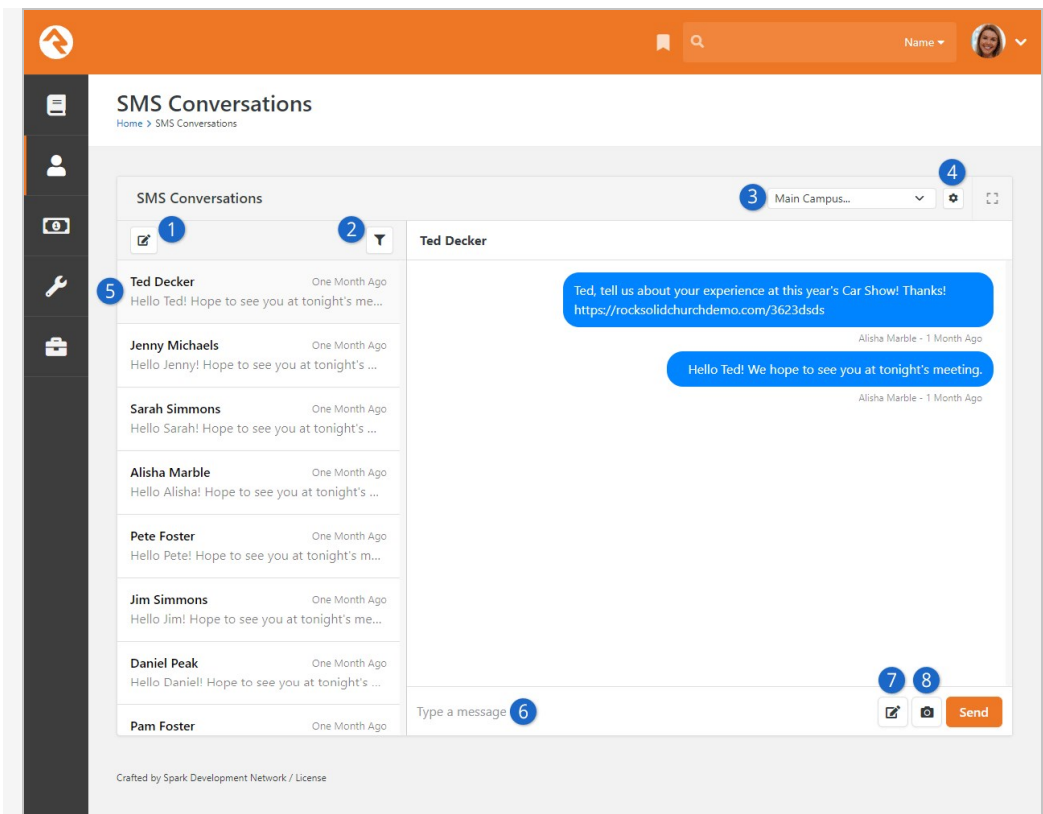 Name
SMS Conversations
Home > SMS Conversations
4
SMS Conversations
3
Main Campus...
1
2
Ted Decker
5
Ted Decker
One Month Ago
Hello Ted! Hope to see you at tonight's me...
Jenny Michaels
One Month Ago
Hello Jenny! Hope to see you at tonight's ...
Sarah Simmons
One Month Ago
Hello Sarah! Hope to see you at tonight's ...
Alisha Marble
One Month Ago
Hello Alisha! Hope to see you at tonight's ...
Pete Foster
One Month Ago
Hello Pete! Hope to see you at tonight's m...
Jim Simmons
One Month Ago
Hello Jim! Hope to see you at tonight's me...
Daniel Peak
One Month Ago
Hello Daniel! Hope to see you at tonight's ...
Pam Foster
One Month Ago
Ted, tell us about your experience at this year's Car Show! Thanks!
https://rocksolidchurchdemo.com/3623dsds
Alisha Marble - 1 Month Ago
Hello Ted! We hope to see you at tonight's meeting.
Alisha Marble - 1 Month Ago
7
8
Type a message
6
Send
Crafted by Spark Development Network / License